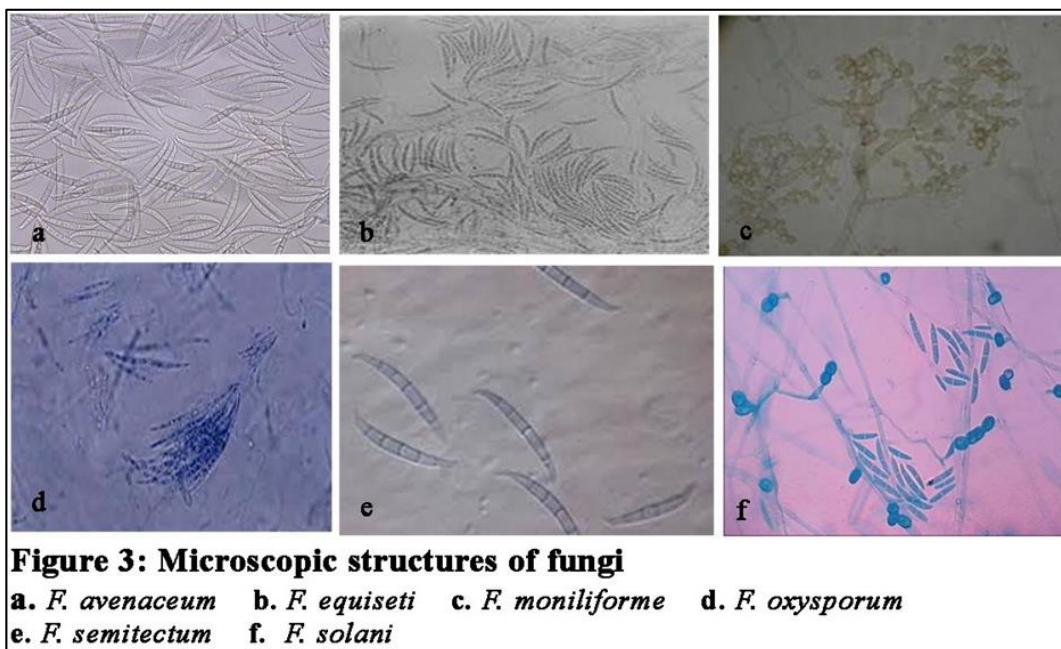 a
b
c
d
e
f
Figure 3: Microscopic structures of fungi
a. F. avenaceum b. F. equiseti c. F. moniliforme d. F. oxysporum
e. F. semitectum f. F. solani